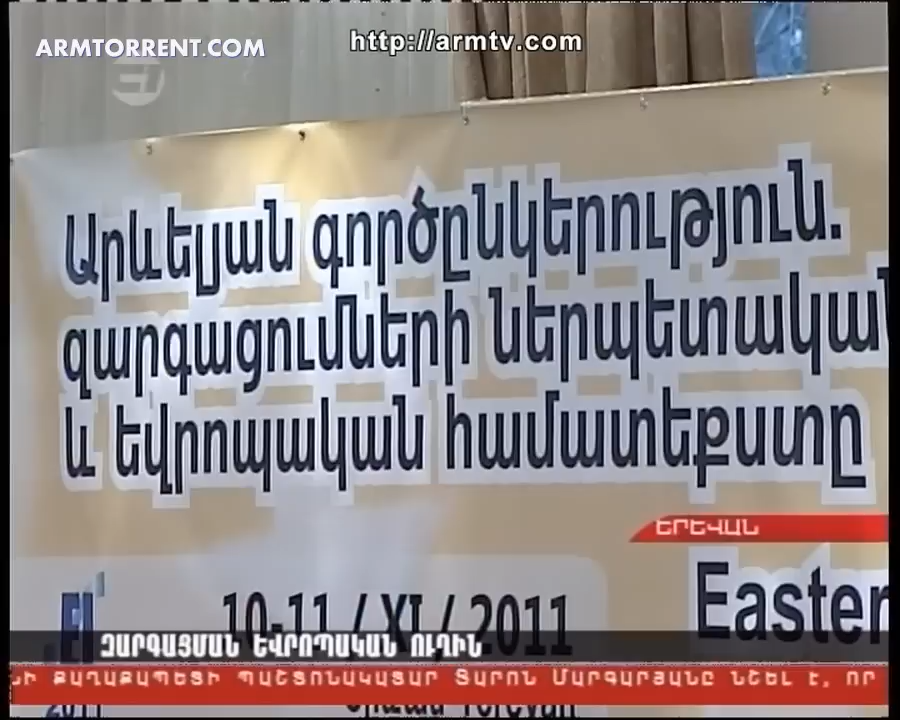 ARMTORRENT.COM
http://armtv.com
Արևելյան գործընկերություն.
զարգացումների ներպետական
և եվրոպական համատեքստը
ԵՐԵՎԱՆ
10-11 / XI / 2011
Easter
ԶԱՐԳԱՑՄԱՆ ԵՎՐՈՊԱԿԱՆ ՈՒՂԻՆ
ՆԻ ՔԱՂԱՔԱՊԵՏԻ ՊԱՇՏՈՆԱԿԱՏԱՐ ՏԱՐՈՆ ՄԱՐԳԱՐՅԱՆԸ ՆՇԵԼ Է, ՈՐ